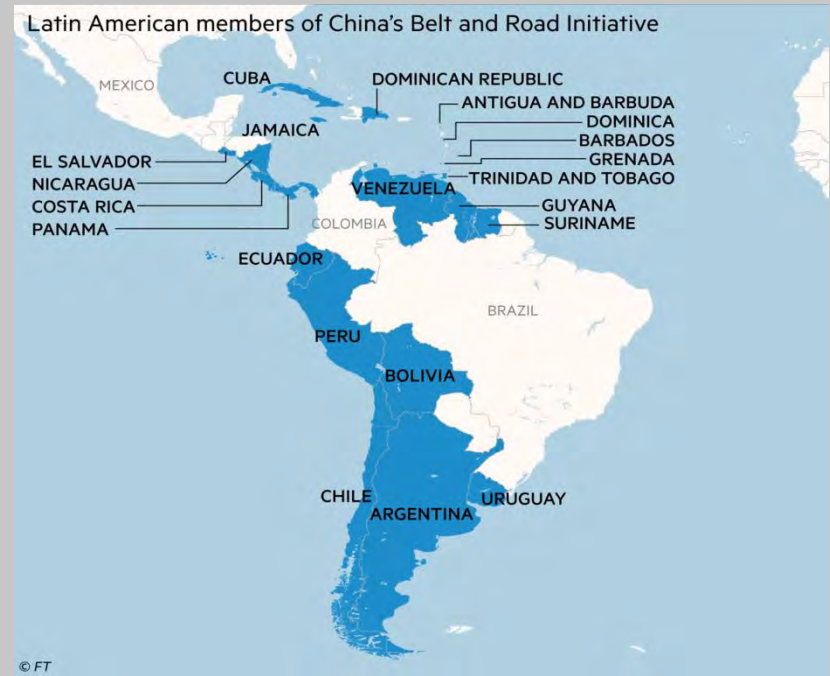 Latin American members of China's Belt and Road Initiative
MEXICO
CUBA
DOMINICAN REPUBLIC
ANTIGUA AND BARBUDA
DOMINICA
JAMAICA
BARBADOS
EL SALVADOR
GRENADA
NICARAGUA
VENEZUELA
TRINIDAD AND TOBAGO
COSTA RICA
GUYANA
PANAMA
COLOMBIA
SURINAME
ECUADOR
BRAZIL
PERU
BOLIVIA
CHILE
URUGUAY
ARGENTINA
© FT